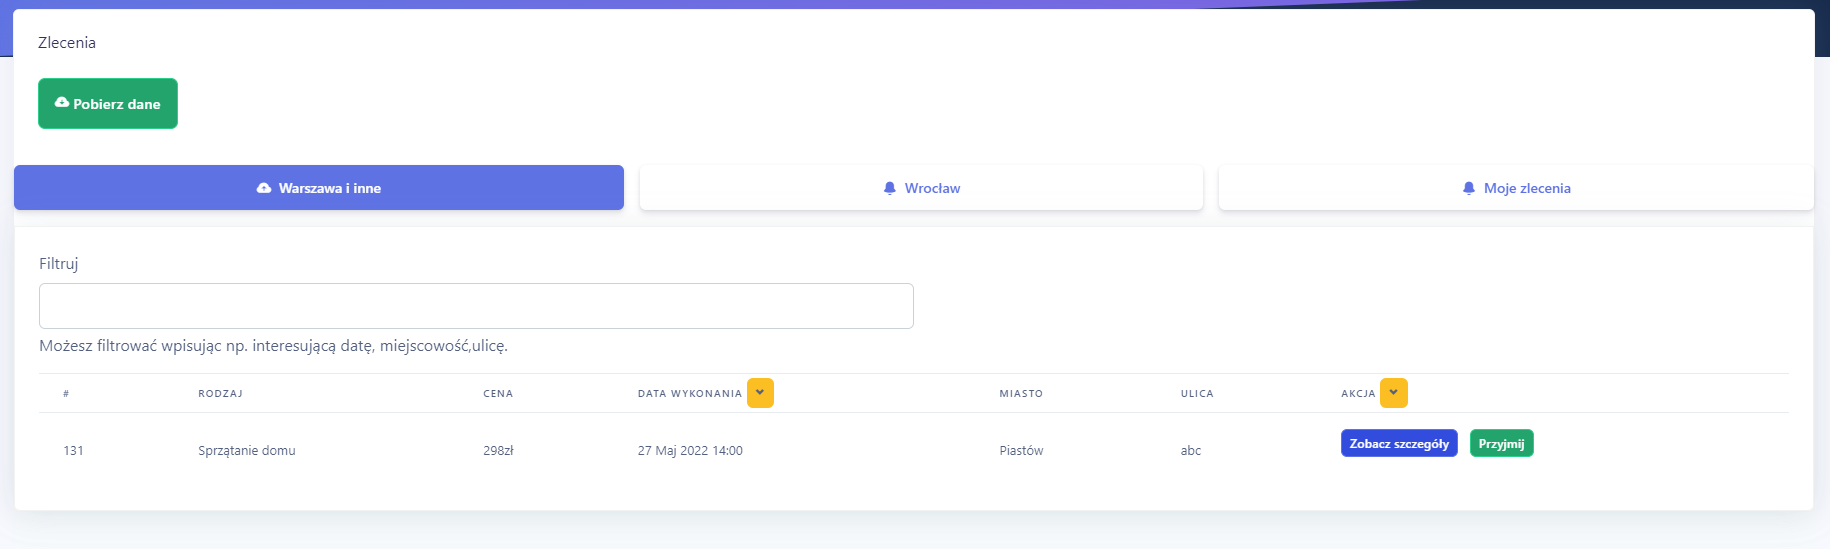 Zlecenia
Pobierz dane
Warszawa i inne
Wrocław
Moje zlecenia
Filtruj
Możesz filtrować wpisując np. interesującą datę, miejscowość,ulicę.
# RODZAJ CENA DATA WYKONANIA MIASTO ULICA AKCJA
131 Sprzątanie domu 298zł 27 Maj 2022 14:00 Piastów abc Zobacz szczegóły Przyjmij